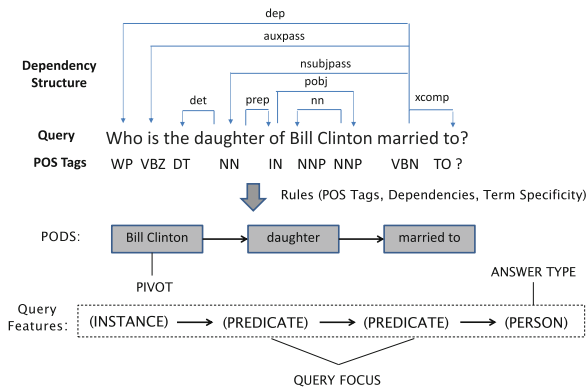 dep
auxpass
nsubjpass
pobj
det prep nn xcomp
Dependency
Structure
Query Who is the daughter of Bill Clinton married to?
POS Tags WP VBZ DT NN IN NNP NNP VBN TO ?
Rules (POS Tags, Dependencies, Term Specificity)
PODS: Bill Clinton daughter married to
PIVOT
ANSWER TYPE
Query
Features: (INSTANCE) (PREDICATE) (PREDICATE) (PERSON)
QUERY FOCUS